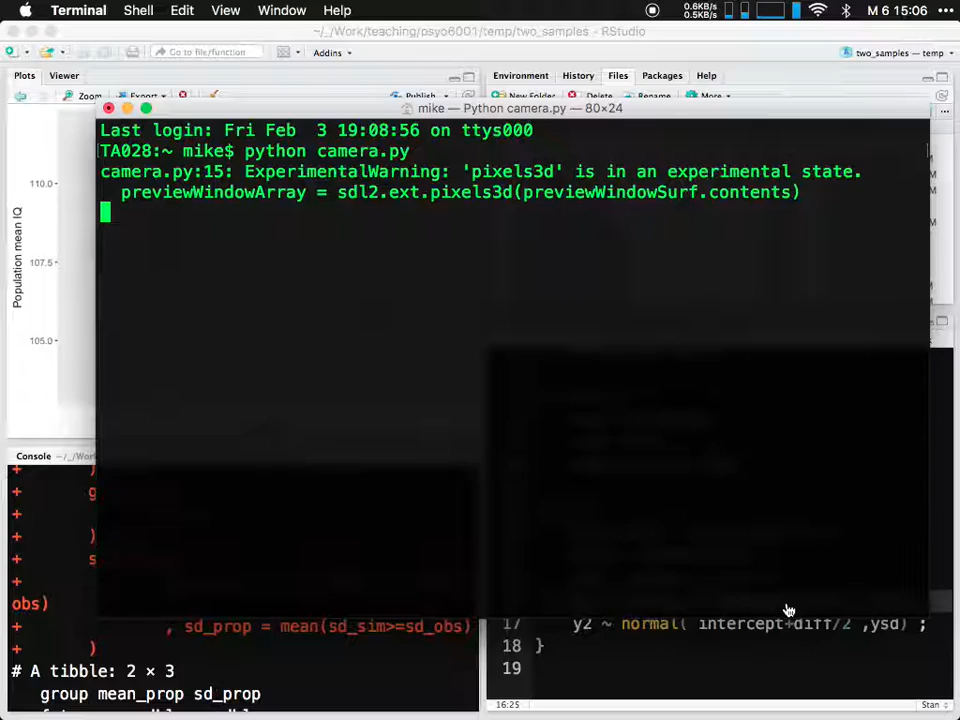 Terminal Shell Edit View Window Help 0.6KB/s 0.5KB/s M 6 15:06
~/_/Work/teaching/psyo6001/temp/two_samples - RStudio
Go to file/function Addins two_samples — temp
Plots Viewer Environment History Files Packages Help
Zoom Export Publish New Folder Delete Rename More
mike — Python camera.py — 80×24
Last login: Fri Feb  3 19:08:56 on ttys000
TA028:~ mike$ python camera.py
camera.py:15: ExperimentalWarning: 'pixels3d' is in an experimental state.
previewWindowArray = sdl2.ext.pixels3d(previewWindowSurf.contents)
110.0
107.5
105.0
Population mean IQ
Console ~/_/Work/
+ )
+ g
+
+ )
+ s
+
obs)
+ , sd_prop = mean(sd_sim>=sd_obs)
+ )
# A tibble: 2 × 3
group mean_prop sd_prop
17 y2 ~ normal( intercept+diff/2 ,ysd) ;
18 }
19
16:25 Stan